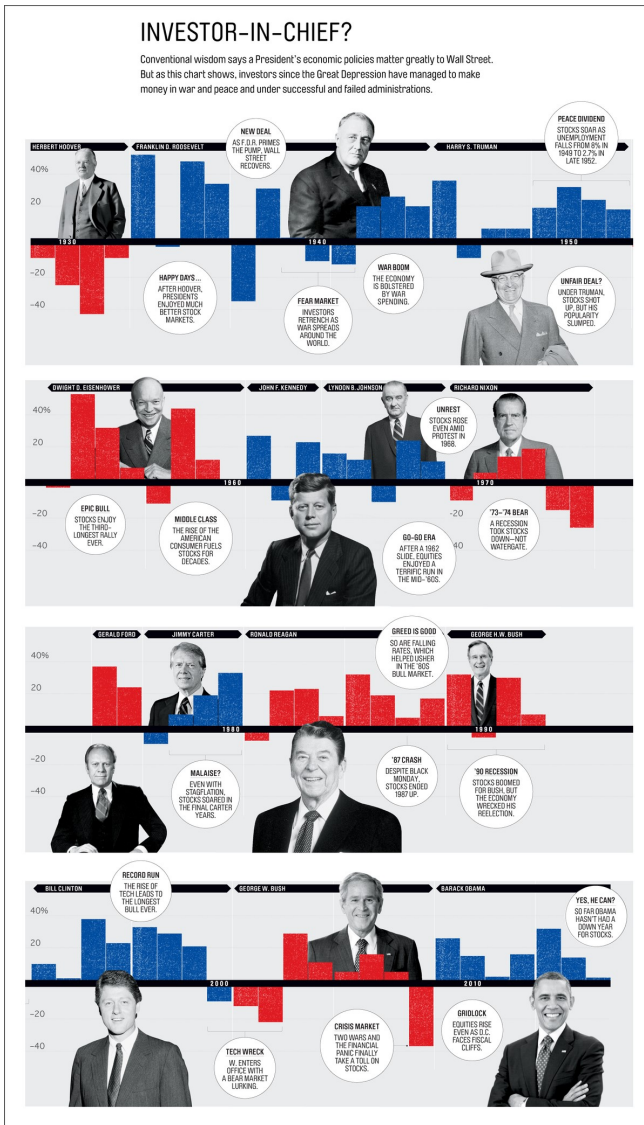 INVESTOR-IN-CHIEF?
Conventional wisdom says a President's economic policies matter greatly to Wall Street.
But as this chart shows, investors since the Great Depression have managed to make
money in war and peace and under successful and failed administrations.
HERBERT HOOVER
FRANKLIN D. ROOSEVELT
HARRY S. TRUMAN
NEW DEAL
AS F.D.R. PRIMES
THE PUMP, WALL
STREET
RECOVERS.
PEACE DIVIDEND
STOCKS SOAR AS
UNEMPLOYMENT
FALLS FROM 8% IN
1949 TO 2.7% IN
LATE 1952.
40%
20
1930
1940
1950
-20
-40
HAPPY DAYS...
AFTER HOOVER,
PRESIDENTS
ENJOYED MUCH
BETTER STOCK
MARKETS.
FEAR MARKET
INVESTORS
RETRENCH AS
WAR SPREADS
AROUND THE
WORLD.
WAR BOOM
THE ECONOMY
IS BOLSTERED
BY WAR
SPENDING.
UNFAIR DEAL?
UNDER TRUMAN,
STOCKS SHOT
UP, BUT HIS
POPULARITY
SLUMPED.
DWIGHT D. EISENHOWER
JOHN F. KENNEDY
LYNDON B. JOHNSON
RICHARD NIXON
40%
20
UNREST
STOCKS ROSE
EVEN AMID
PROTEST IN
1968.
1960
1970
-20
-40
-20
-40
EPIC BULL
STOCKS ENJOY
THE THIRD-
LONGEST RALLY
EVER.
MIDDLE CLASS
THE RISE OF THE
AMERICAN
CONSUMER FUELS
STOCKS FOR
DECADES.
GO-GO ERA
AFTER A 1962
SLIDE, EQUITIES
ENJOYED A
TERRIFIC RUN IN
THE MID-'60S.
'73-'74 BEAR
A RECESSION
TOOK STOCKS
DOWN—NOT
WATERGATE.
GERALD FORD
JIMMY CARTER
RONALD REAGAN
GEORGE H.W. BUSH
GREED IS GOOD
SO ARE FALLING
RATES, WHICH
HELPED USHER
IN THE '80S
BULL MARKET.
40%
20
1980
1990
-20
-40
MALAISE?
EVEN WITH
STAGFLATION,
STOCKS SOARED IN
THE FINAL CARTER
YEARS.
'87 CRASH
DESPITE BLACK
MONDAY,
STOCKS ENDED
1987 UP.
'90 RECESSION
STOCKS BOOMED
FOR BUSH, BUT
THE ECONOMY
WRECKED HIS
REELECTION.
BILL CLINTON
GEORGE W. BUSH
BARACK OBAMA
RECORD RUN
THE RISE OF
TECH LEADS TO
THE LONGEST
BULL EVER.
YES, HE CAN?
SO FAR OBAMA
HASN'T HAD A
DOWN YEAR
FOR STOCKS.
40%
20
2000
2010
-20
-40
TECH WRECK
W. ENTERS
OFFICE WITH
A BEAR MARKET
LURKING.
CRISIS MARKET
TWO WARS AND
THE FINANCIAL
PANIC FINALLY
TAKE A TOLL ON
STOCKS.
GRIDLOCK
EQUITIES RISE
EVEN AS D.C.
FACES FISCAL
CLIFFS.